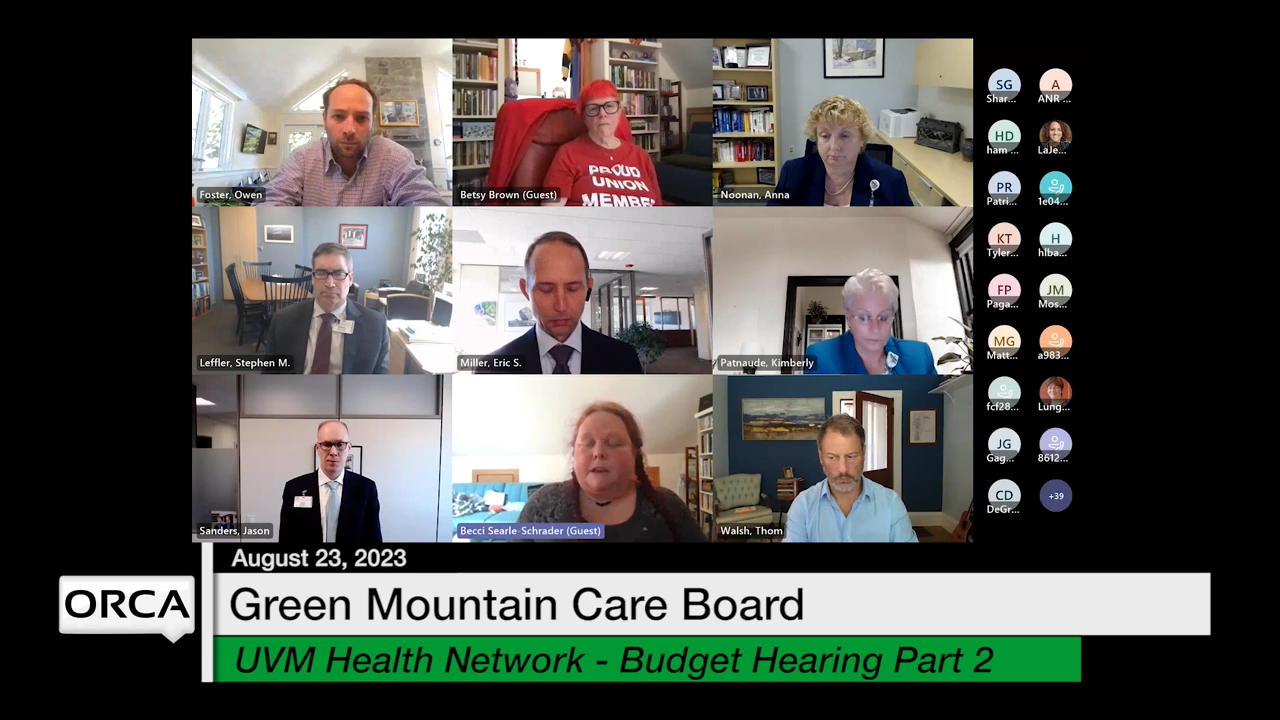 Foster, Owen
Betsy Brown (Guest)
PROUD
UNION
MEMBE
Noonan, Anna
Leffler, Stephen M.
Miller, Eric S.
Patnaude, Kimberly
Sanders, Jason
Becci Searle-Schrader (Guest)
Walsh, Thom
SG
Shar...
A
ANR ...
HD
ham ...
LaJe...
PR
Patri...
1e04...
KT
Tyler...
H
hlba...
FP
Paga...
JM
Mos...
MG
Matt...
a983...
fcf28...
Lung...
JG
Gag...
8612...
CD
DeGr...
+39
August 23, 2023
ORCA
Green Mountain Care Board
UVM Health Network - Budget Hearing Part 2